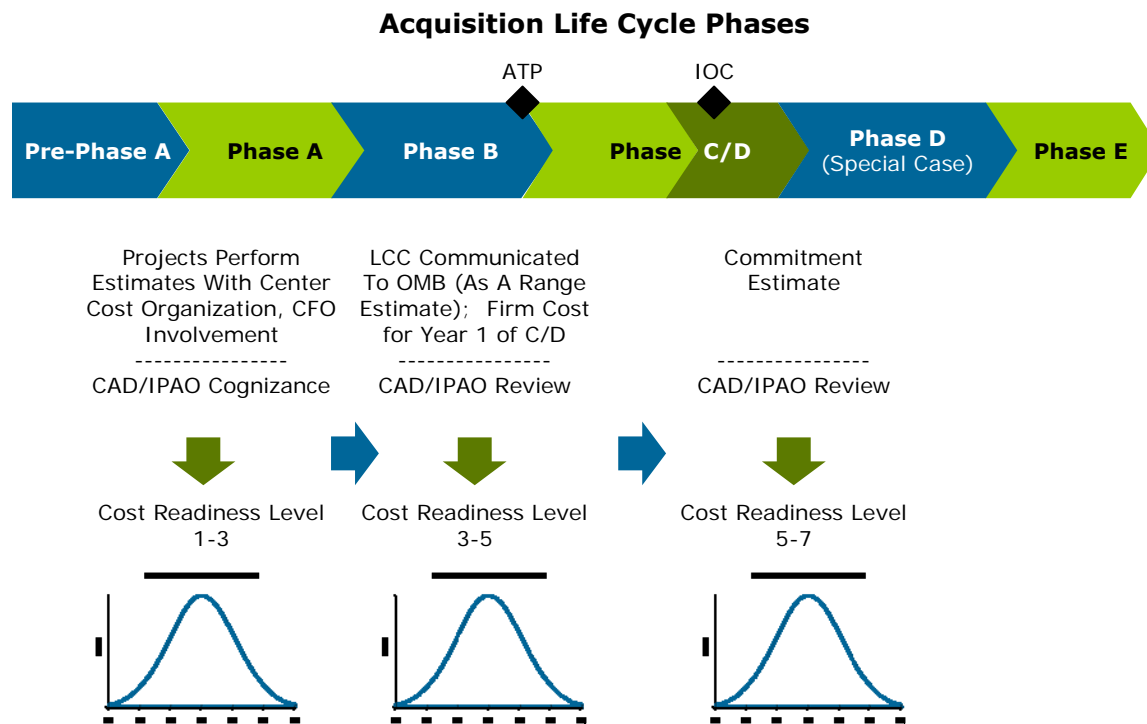 Acquisition Life Cycle Phases
ATP
IOC
Pre-Phase A
Phase A
Phase B
Phase C/D
Phase D
(Special Case)
Phase E
Projects Perform
Estimates With Center
Cost Organization, CFO
Involvement
----------------
CAD/IPAO Cognizance
LCC Communicated
To OMB (As A Range
Estimate); Firm Cost
for Year 1 of C/D
----------------
CAD/IPAO Review
Commitment
Estimate
----------------
CAD/IPAO Review
Cost Readiness Level
1-3
Cost Readiness Level
3-5
Cost Readiness Level
5-7